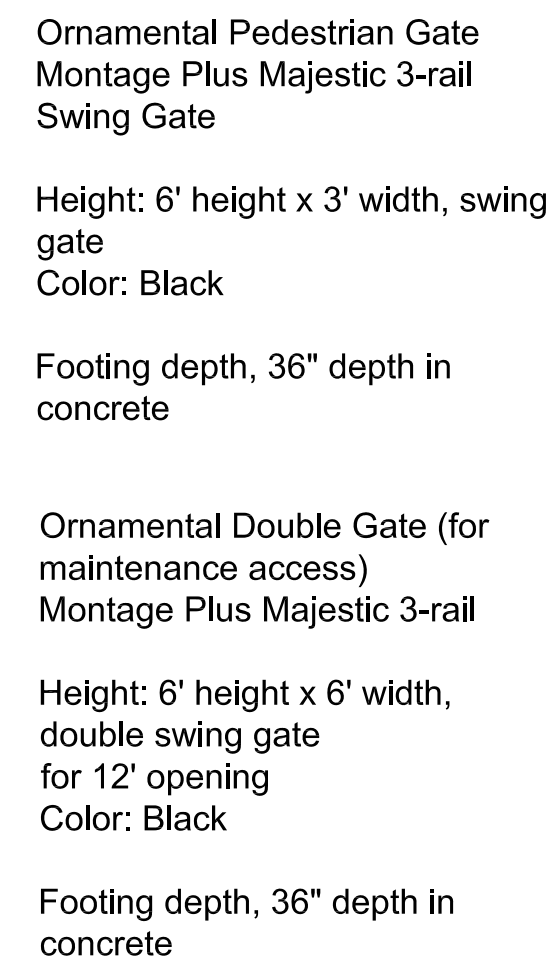 Ornamental Pedestrian Gate
Montage Plus Majestic 3-rail
Swing Gate
Height: 6' height x 3' width, swing
gate
Color: Black
Footing depth, 36" depth in
concrete
Ornamental Double Gate (for
maintenance access)
Montage Plus Majestic 3-rail
Height: 6' height x 6' width,
double swing gate
for 12' opening
Color: Black
Footing depth, 36" depth in
concrete